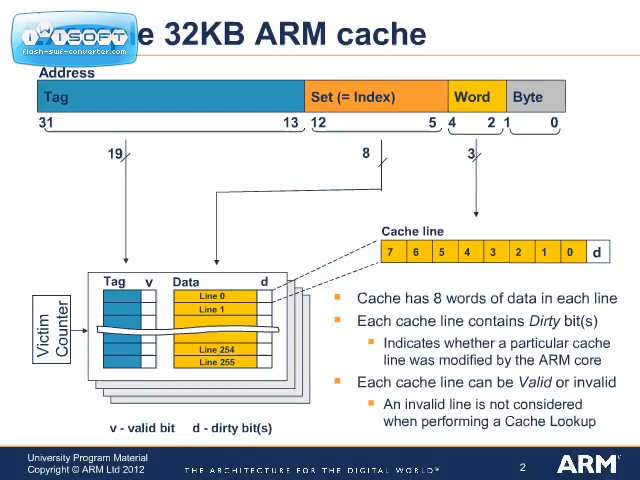 iWiSOFT
flash-swf-converter.com
e 32KB ARM cache
Address
Tag
Set (= Index)
Word
Byte
31
13
12
5
4
2
1
0
19
8
3
Cache line
7
6
5
4
3
2
1
0
d
Tag
v
Data
d
Line 0
Line 1
Line 254
Line 255
Victim
Counter
v - valid bit d - dirty bit(s)
Cache has 8 words of data in each line
Each cache line contains Dirty bit(s)
Indicates whether a particular cache
line was modified by the ARM core
Each cache line can be Valid or invalid
An invalid line is not considered
when performing a Cache Lookup
University Program Material
Copyright © ARM Ltd 2012
THE ARCHITECTURE FOR THE DIGITAL WORLD®
2
ARM